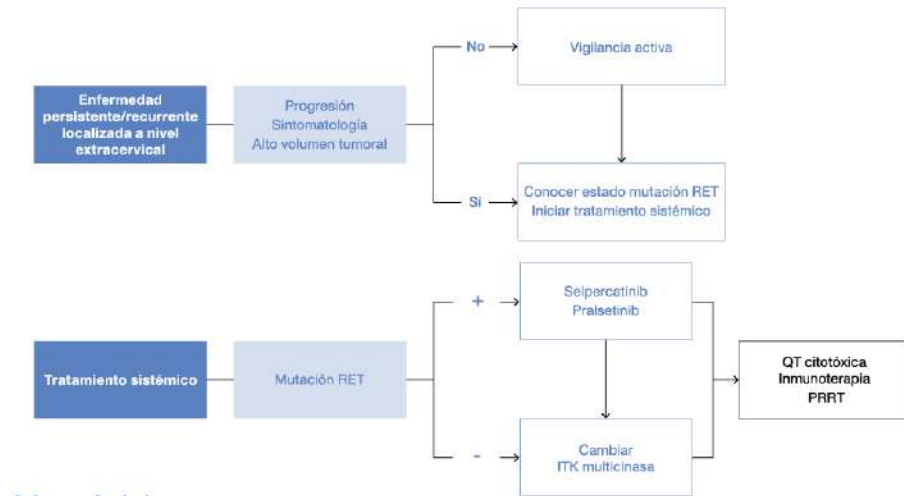 No
Vigilancia activa
Enfermedad
persistente/recurrente
localizada a nivel
extracervical
Progresión
Sintomatología
Alto volumen tumoral
Sí
Conocer estado mutación RET
Iniciar tratamiento sistémico
+
Selpercatinib
Pralsetinib
Tratamiento sistémico
Mutación RET
QT citotóxica
Inmunoterapia
PRRT
-
Cambiar
ITK multicinasa